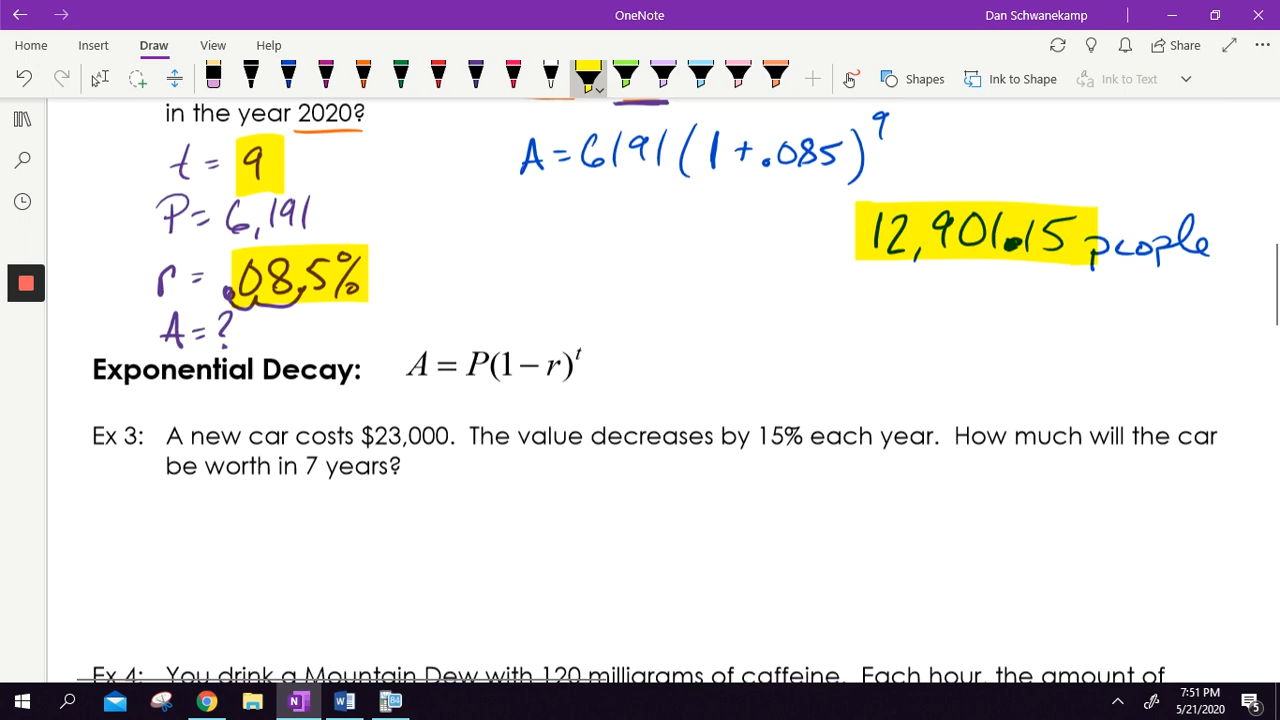 OneNote
Dan Schwanekamp
Home Insert Draw View Help
Share
Shapes
Ink to Shape
Ink to Text
in the year 2020?
t = 9
P = 6,191
r = .08.5%
A = ?
A = 6191(1 + .085)^9
12,901.15 people
Exponential Decay: A = P(1 − r)^t
Ex 3: A new car costs $23,000. The value decreases by 15% each year. How much will the car
be worth in 7 years?
Ex 4: You drink a Mountain Dew with 120 milligrams of caffeine. Each hour, the amount of
7:51 PM
5/21/2020
5